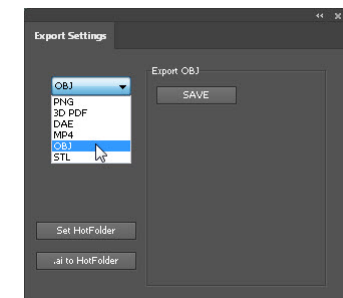 Export Settings
OBJ
PNG
3D PDF
DAE
MP4
OBJ
STL
Set HotFolder
.ai to HotFolder
Export OBJ
SAVE